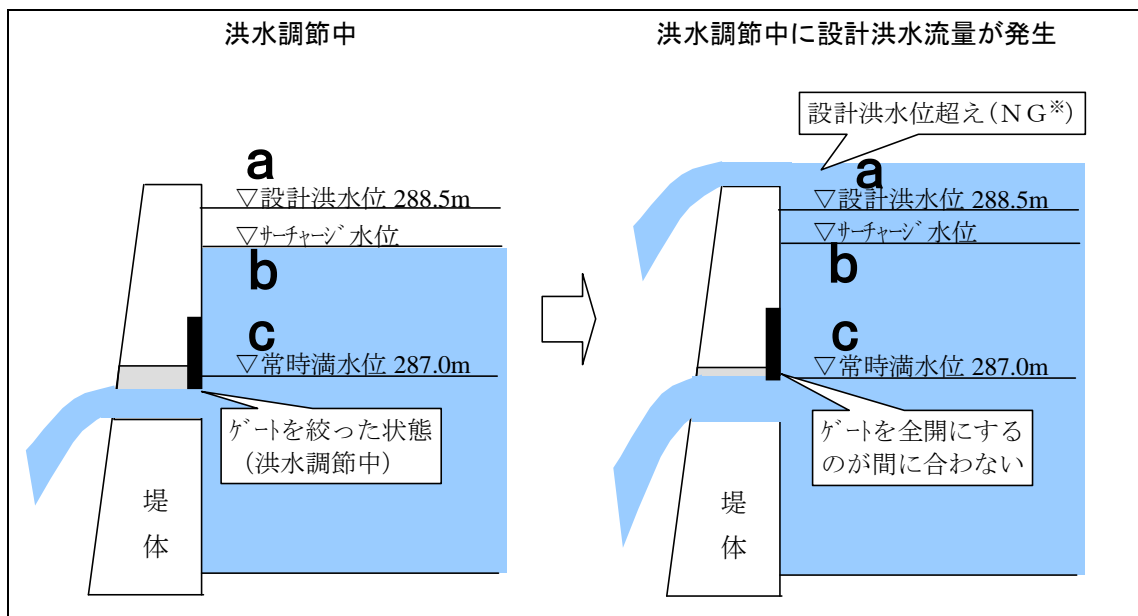 洪水調節中
a
▽設計洪水位 288.5m
▽ｻｰﾁｬｰｼﾞ水位
b
c
▽常時満水位 287.0m
ｹﾞｰﾄを絞った状態
（洪水調節中）
堤
体
洪水調節中に設計洪水流量が発生
設計洪水位超え（ＮＧ※）
a
▽設計洪水位 288.5m
▽ｻｰﾁｬｰｼﾞ水位
b
c
▽常時満水位 287.0m
ｹﾞｰﾄを全開にする
のが間に合わない
堤
体